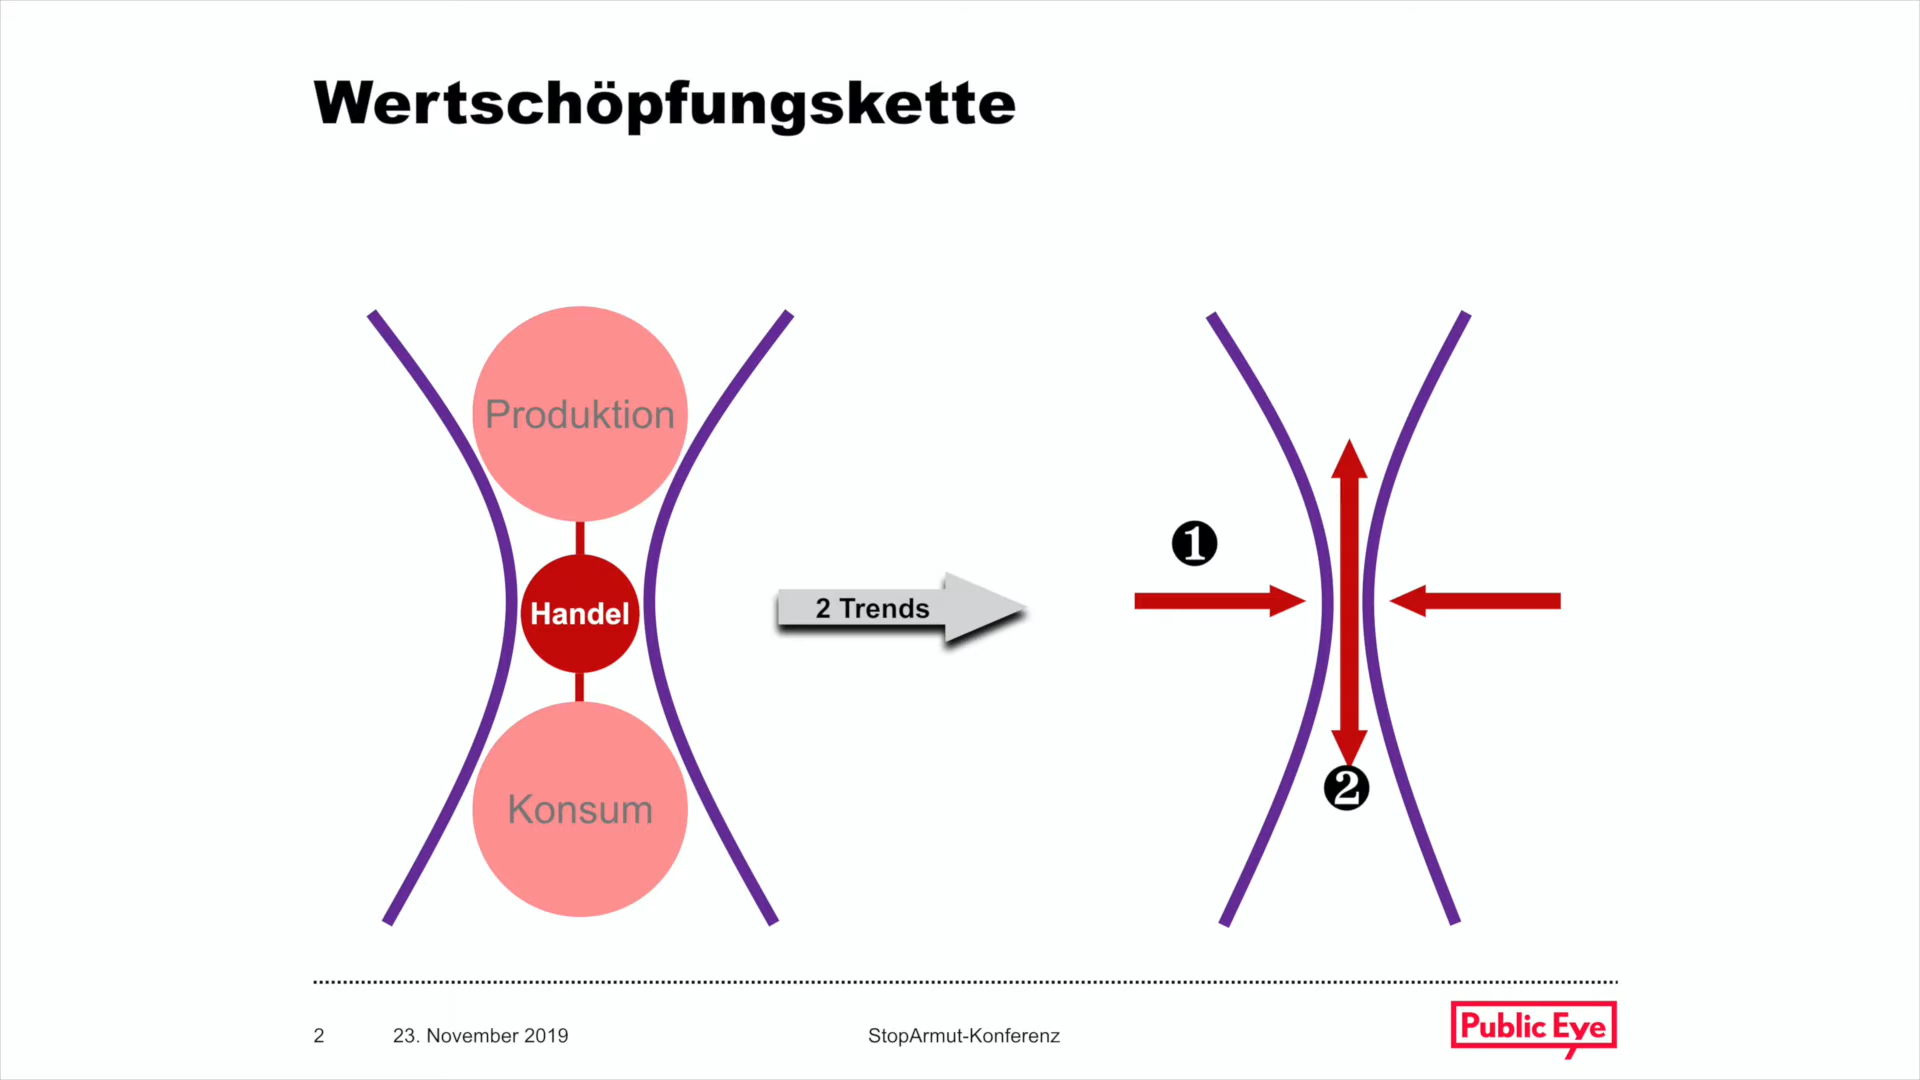 Wertschöpfungskette
Produktion
Handel
Konsum
2 Trends
❶
❷
2 23. November 2019 StopArmut-Konferenz
Public Eye